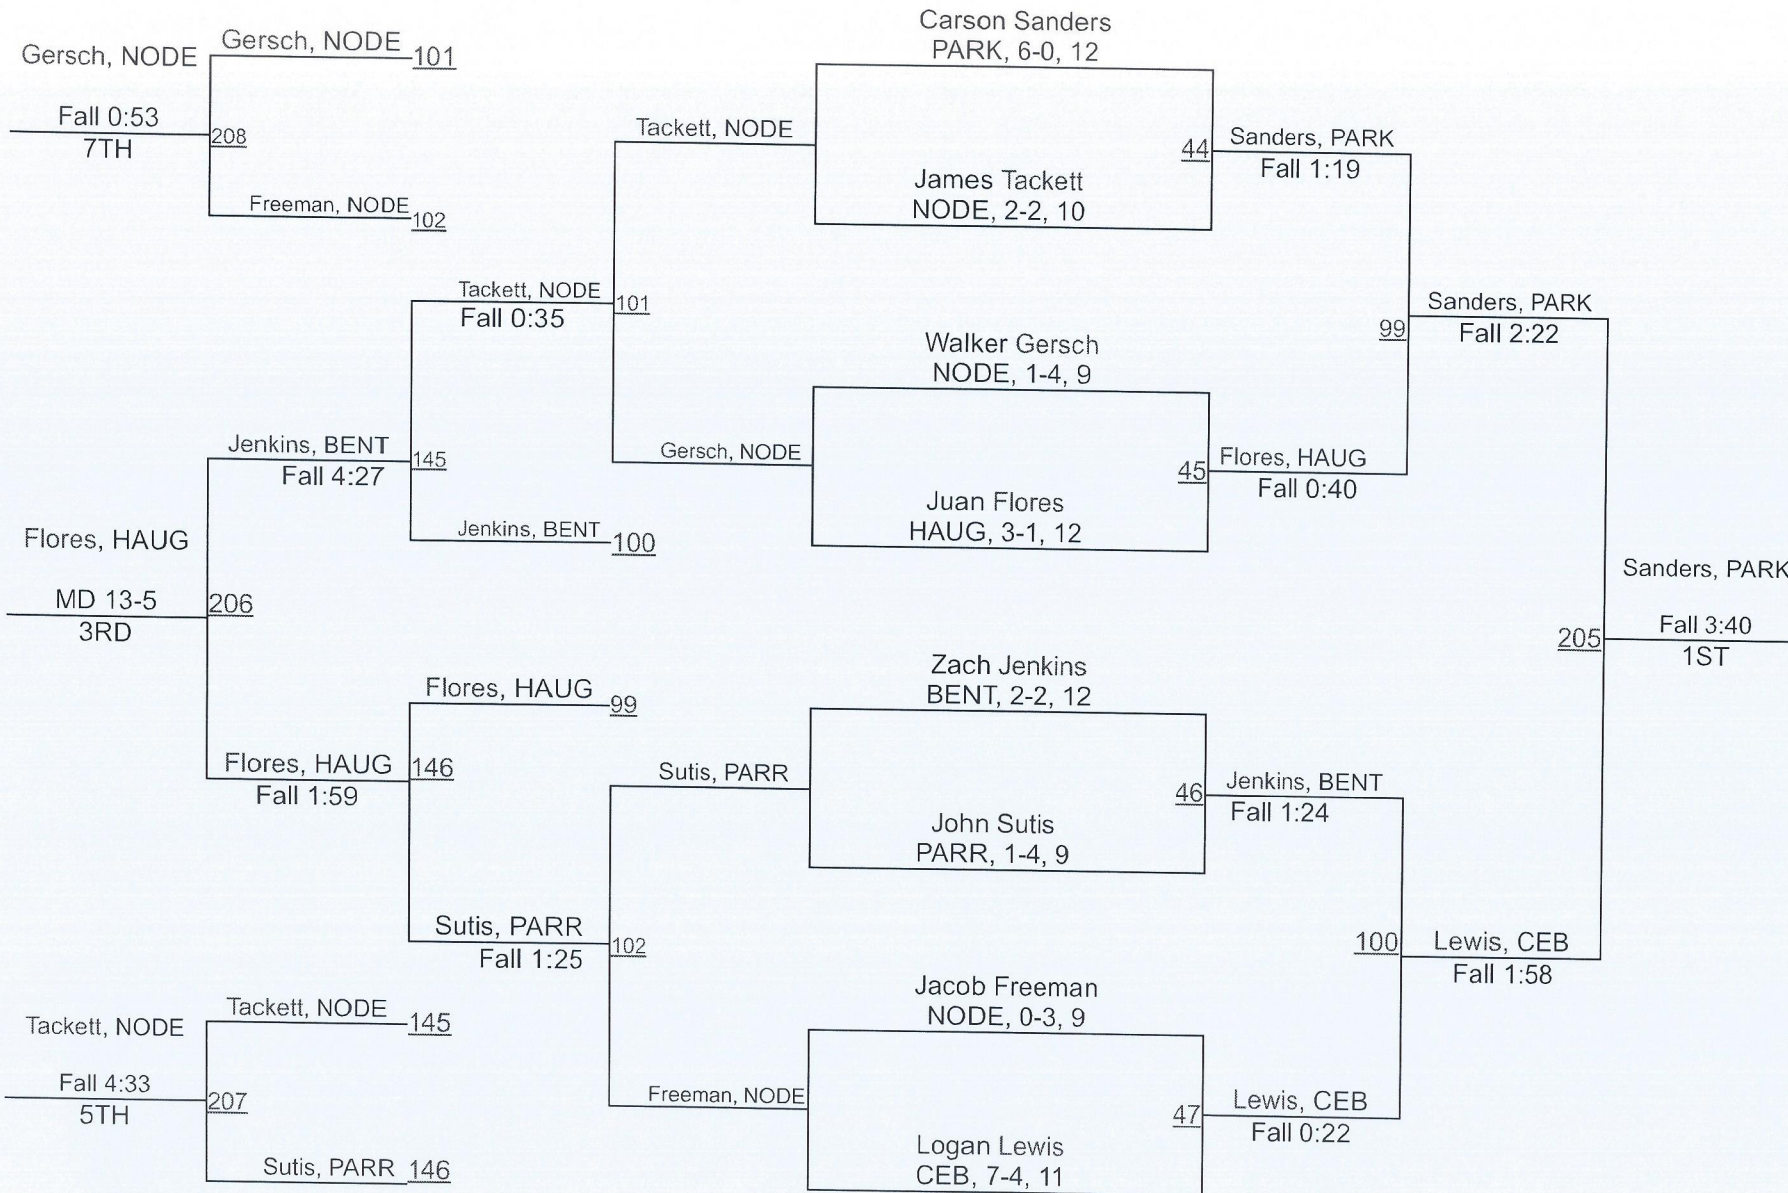 Carson Sanders
PARK, 6-0, 12
Gersch, NODE
Gersch, NODE
101
Fall 0:53
7TH
208
Freeman, NODE
102
Tackett, NODE
44
Sanders, PARK
Fall 1:19
James Tackett
NODE, 2-2, 10
Tackett, NODE
Fall 0:35
101
Sanders, PARK
Fall 2:22
99
Walker Gersch
NODE, 1-4, 9
Jenkins, BENT
Fall 4:27
145
Gersch, NODE
45
Flores, HAUG
Fall 0:40
Juan Flores
HAUG, 3-1, 12
Jenkins, BENT
100
Flores, HAUG
MD 13-5
3RD
206
Sanders, PARK
Fall 3:40
1ST
205
Zach Jenkins
BENT, 2-2, 12
Flores, HAUG
99
Flores, HAUG
Fall 1:59
146
Sutis, PARR
46
Jenkins, BENT
Fall 1:24
John Sutis
PARR, 1-4, 9
Sutis, PARR
Fall 1:25
102
100
Lewis, CEB
Fall 1:58
Jacob Freeman
NODE, 0-3, 9
Tackett, NODE
Tackett, NODE
145
Fall 4:33
5TH
207
Freeman, NODE
47
Lewis, CEB
Fall 0:22
Logan Lewis
CEB, 7-4, 11
Sutis, PARR
146